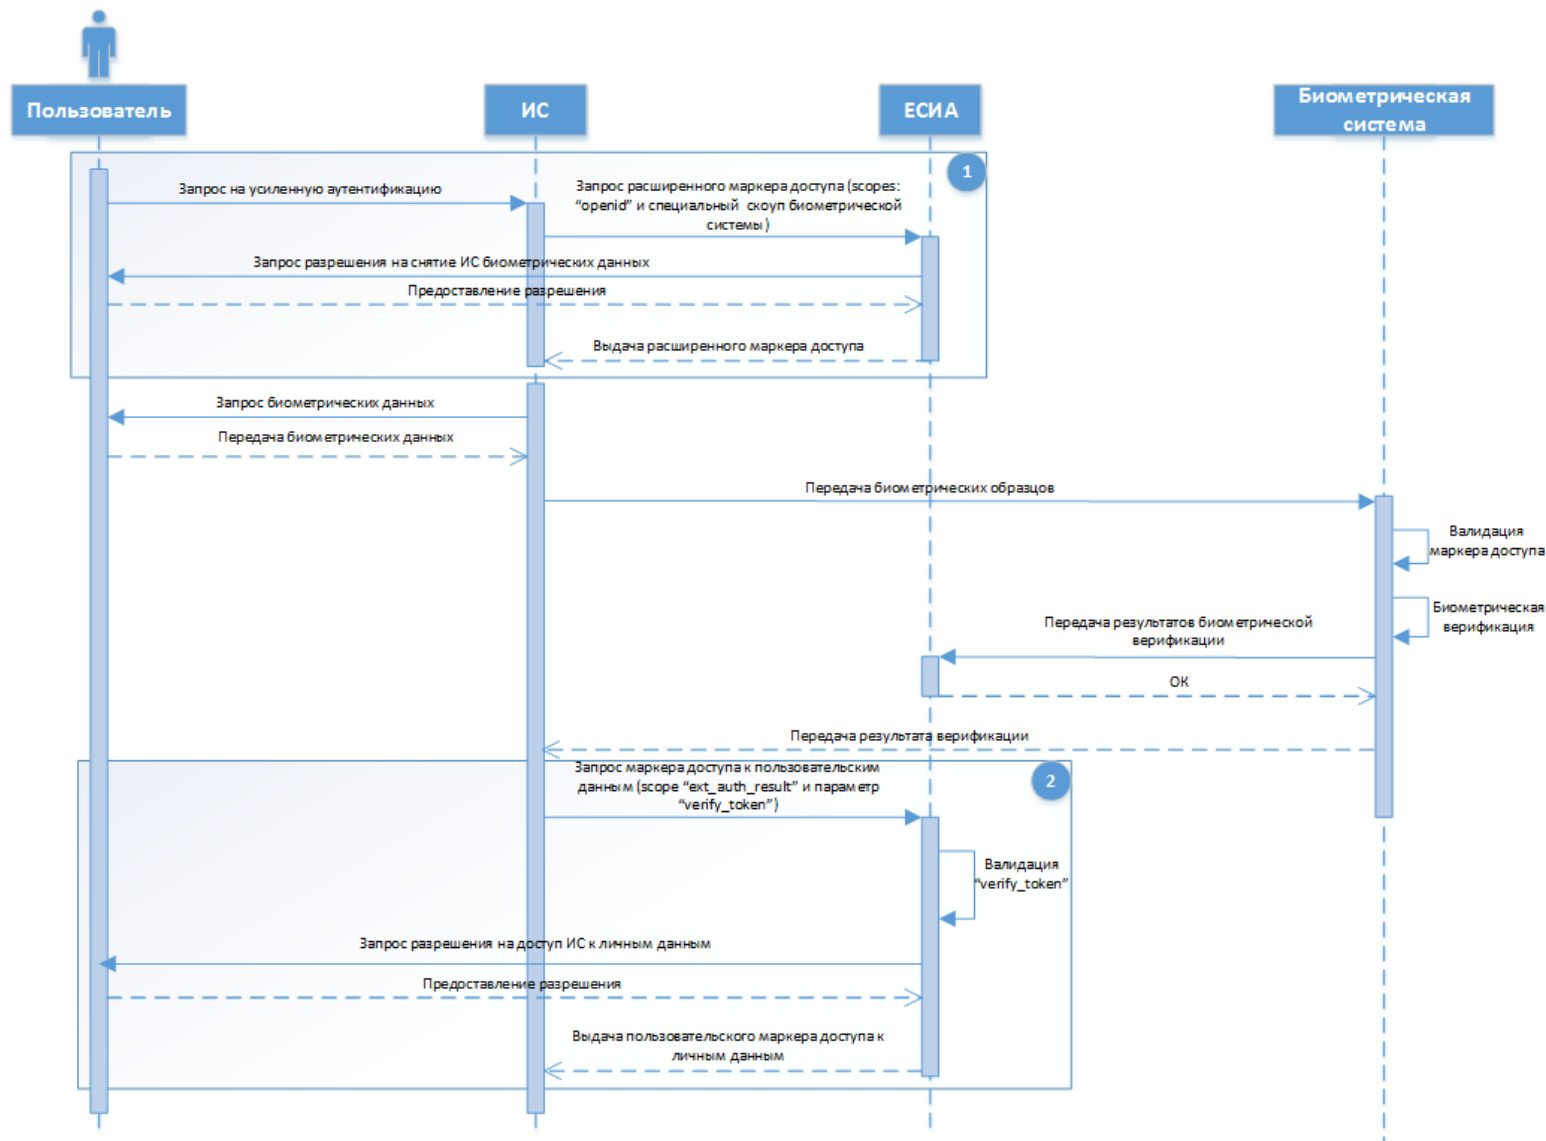 Пользователь
ИС
ЕСИА
Биометрическая
система
1
Запрос на усиленную аутентификацию
Запрос расширенного маркера доступа (scopes:
“openid” и специальный скоуп биометрической
системы)
Запрос разрешения на снятие ИС биометрических данных
Предоставление разрешения
Выдача расширенного маркера доступа
Запрос биометрических данных
Передача биометрических данных
Передача биометрических образцов
Валидация
маркера доступа
Биометрическая
верификация
Передача результатов биометрической
верификации
ОК
Передача результата верификации
2
Запрос маркера доступа к пользовательским
данным (scope “ext_auth_result” и параметр
“verify_token”)
Валидация
“verify_token”
Запрос разрешения на доступ ИС к личным данным
Предоставление разрешения
Выдача пользовательского маркера доступа к
личным данным